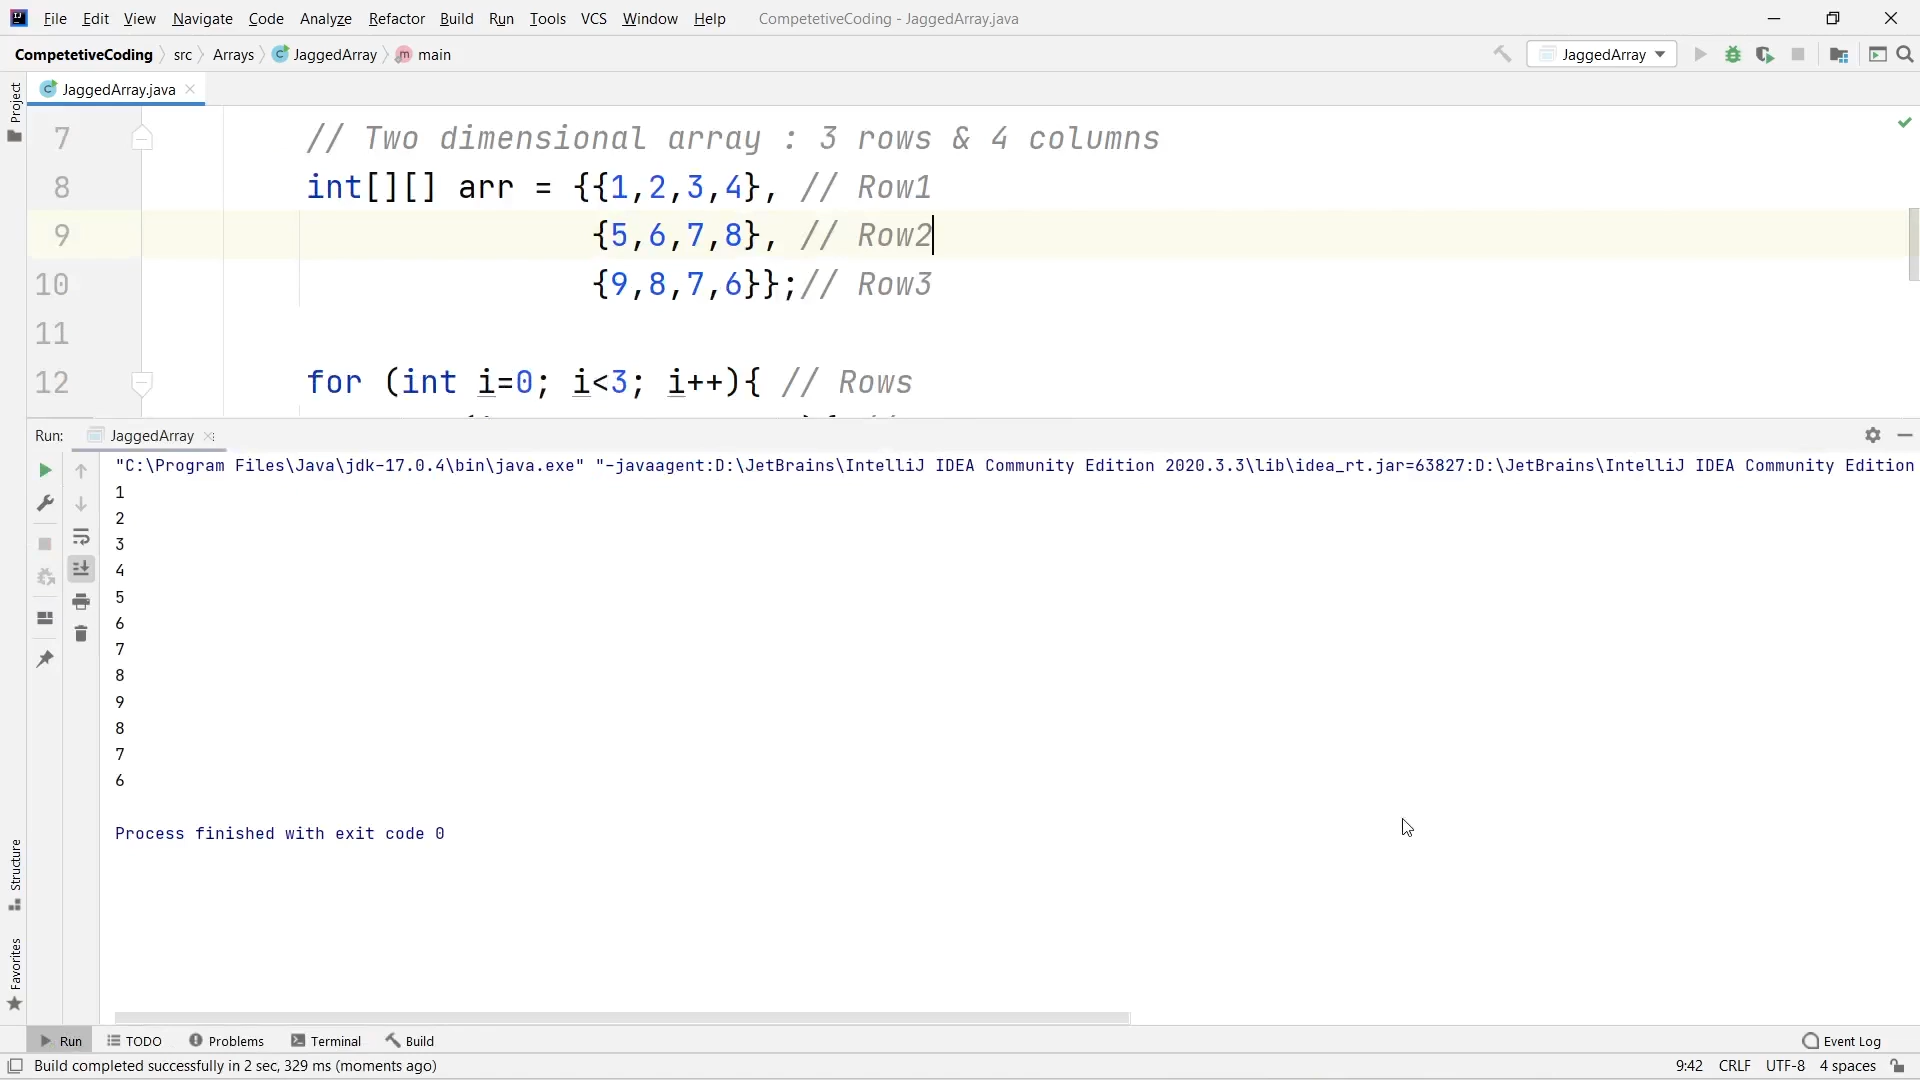 File Edit View Navigate Code Analyze Refactor Build Run Tools VCS Window Help CompetetiveCoding - JaggedArray.java
CompetetiveCoding src Arrays JaggedArray main JaggedArray
Project
JaggedArray.java
7 // Two dimensional array : 3 rows & 4 columns
8 int[][] arr = {{1,2,3,4}, // Row1
9 {5,6,7,8}, // Row2
10 {9,8,7,6}};// Row3
11
12 for (int i=0; i<3; i++){ // Rows
Run: JaggedArray
"C:\Program Files\Java\jdk-17.0.4\bin\java.exe" "-javaagent:D:\JetBrains\IntelliJ IDEA Community Edition 2020.3.3\lib\idea_rt.jar=63827:D:\JetBrains\IntelliJ IDEA Community Edition
1
2
3
4
5
6
7
8
9
8
7
6
Process finished with exit code 0
Structure
Favorites
Run TODO Problems Terminal Build Event Log
Build completed successfully in 2 sec, 329 ms (moments ago) 9:42 CRLF UTF-8 4 spaces